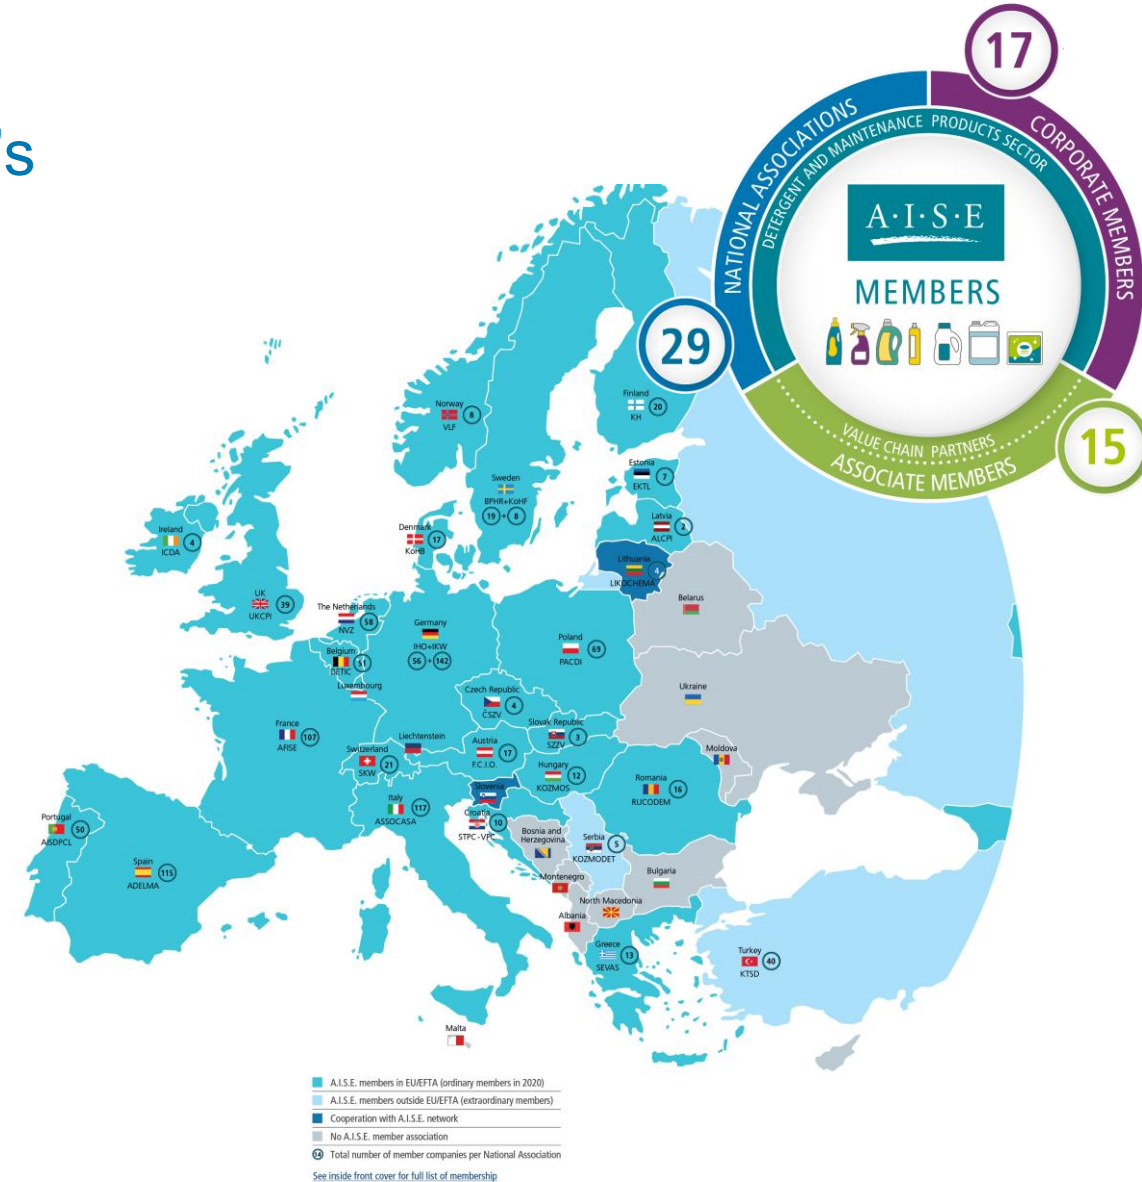 's
17
NATIONAL ASSOCIATIONS
CORPORATE MEMBERS
DETERGENT AND MAINTENANCE PRODUCTS SECTOR
A·I·S·E
MEMBERS
29
VALUE CHAIN PARTNERS
ASSOCIATE MEMBERS
15
Finland
20
KH
Norway
8
VLF
Sweden
BPHR+KoHF
19 + 8
Estonia
7
EKTL
Latvia
2
ALCPI
Denmark
17
KoHB
Ireland
4
ICDA
Lithuania
4
LIKOCHEMA
Belarus
UK
39
UKCPI
The Netherlands
58
NVZ
Germany
IHO+IKW
56 + 142
Poland
69
PACDI
Belgium
51
DETIC
Luxembourg
Czech Republic
4
ČSZV
Ukraine
France
107
AFISE
Slovak Republic
3
SZZV
Liechtenstein
Austria
17
F.C.I.O.
Switzerland
21
SKW
Moldova
Hungary
12
KOZMOS
Romania
16
RUCODEM
Slovenia
Italy
117
ASSOCASA
Croatia
10
STPC - VPC
Portugal
50
AISDPCL
Bosnia and
Herzegovina
Serbia
5
KOZMODET
Spain
115
ADELMA
Bulgaria
Montenegro
North Macedonia
Albania
Greece
13
SEVAS
Turkey
40
KTSD
Malta
A.I.S.E. members in EU/EFTA (ordinary members in 2020)
A.I.S.E. members outside EU/EFTA (extraordinary members)
Cooperation with A.I.S.E. network
No A.I.S.E. member association
14 Total number of member companies per National Association
See inside front cover for full list of membership